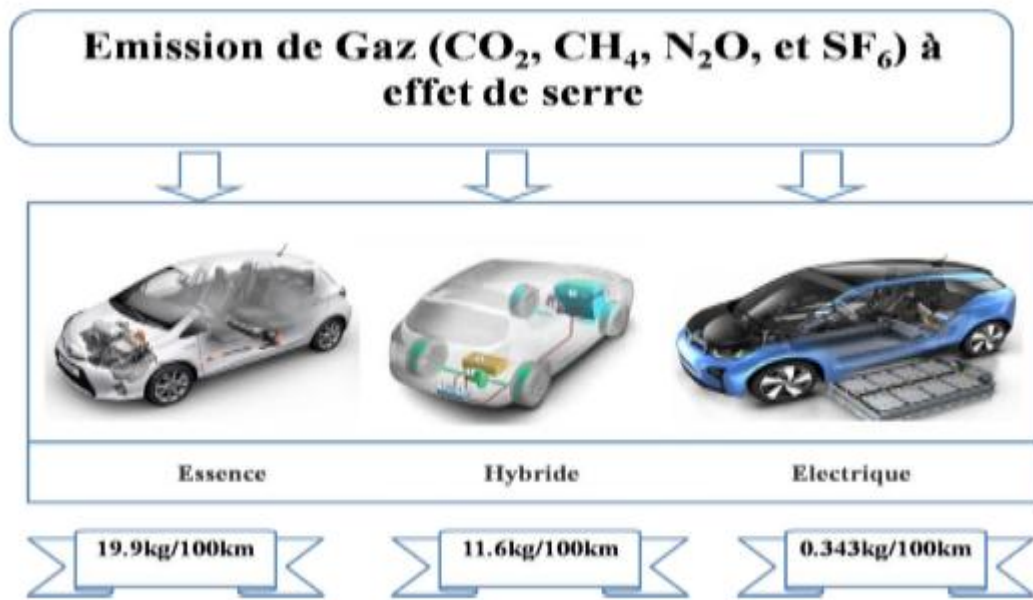 Emission de Gaz (CO₂, CH₄, N₂O, et SF₆) à
effet de serre
Essence
Hybride
Electrique
19.9kg/100km
11.6kg/100km
0.343kg/100km